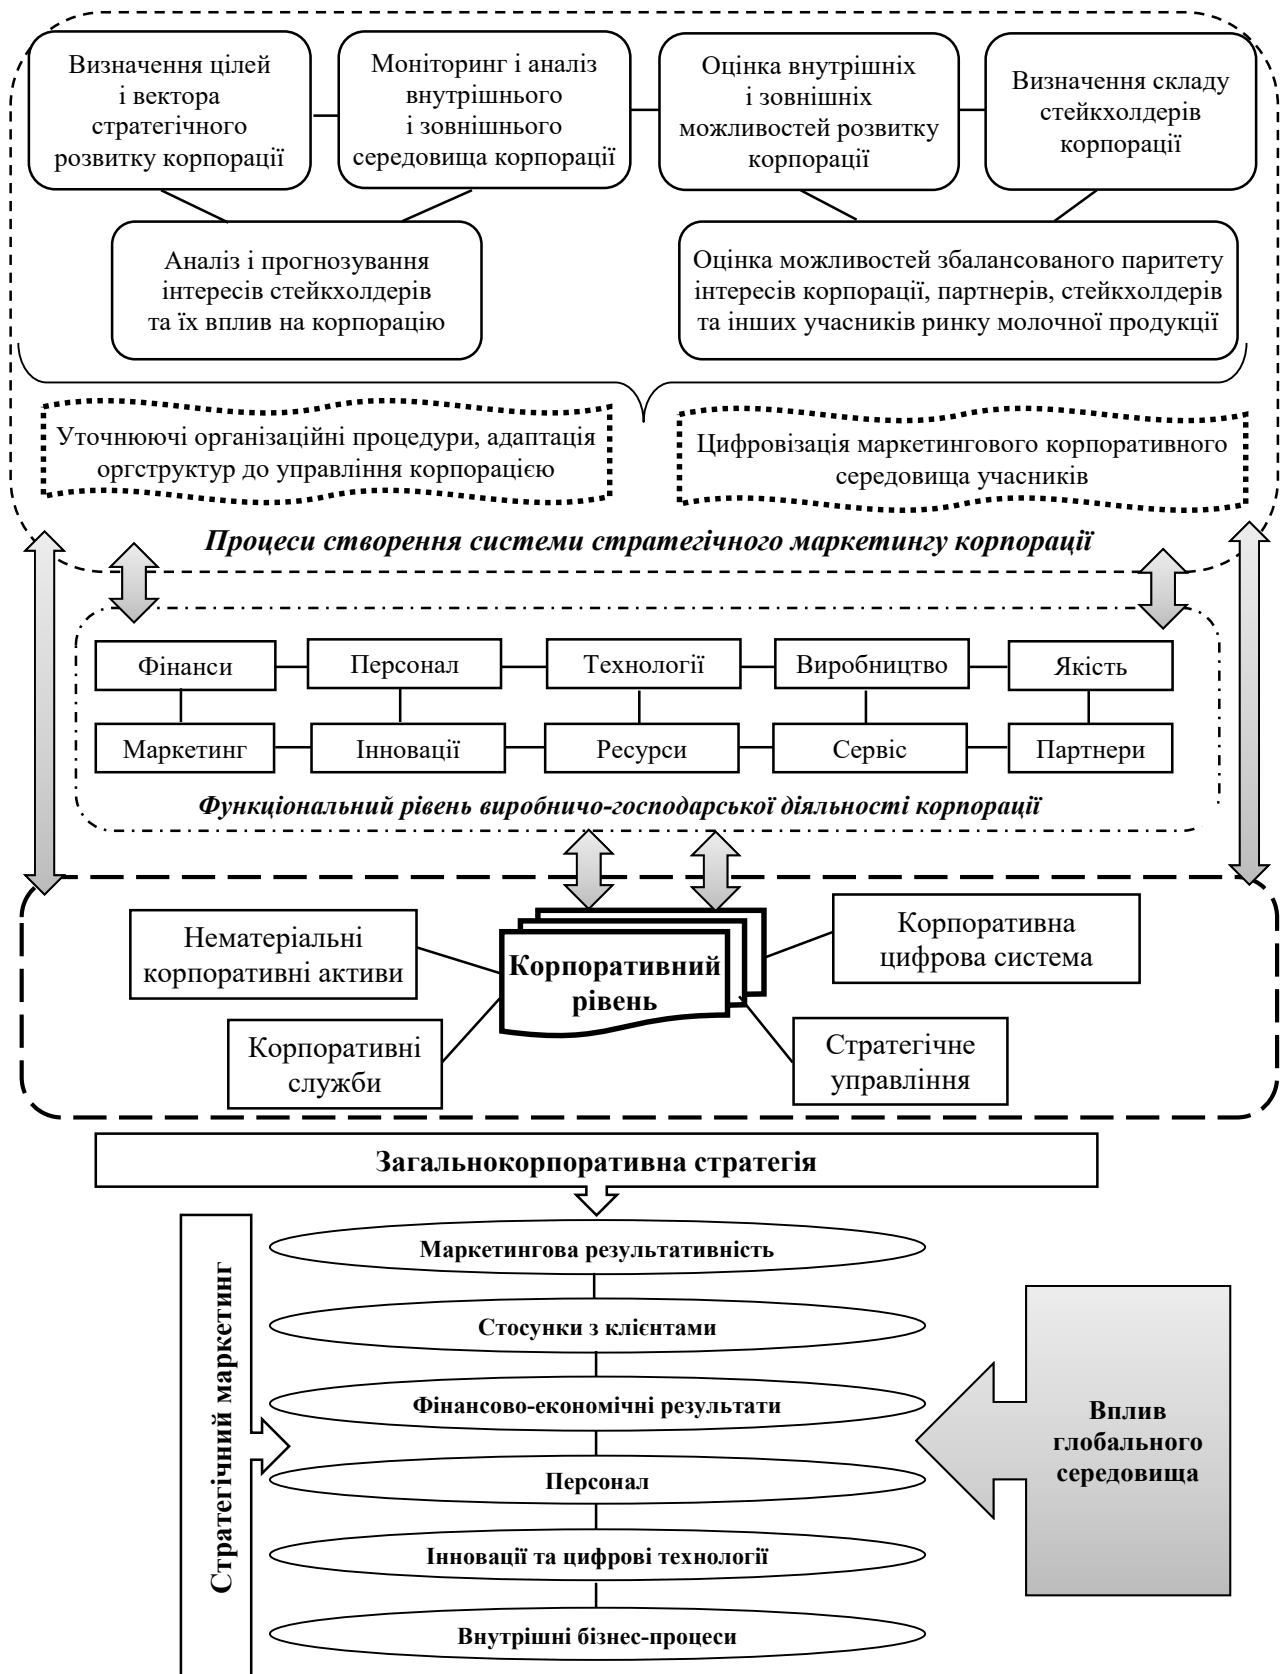 Визначення цілей
і вектора
стратегічного
розвитку корпорації
Моніторинг і аналіз
внутрішнього
і зовнішнього
середовища корпорації
Оцінка внутрішніх
і зовнішніх
можливостей розвитку
корпорації
Визначення складу
стейкхолдерів
корпорації
Аналіз і прогнозування
інтересів стейкхолдерів
та їх вплив на корпорацію
Оцінка можливостей збалансованого паритету
інтересів корпорації, партнерів, стейкхолдерів
та інших учасників ринку молочної продукції
Уточнюючі організаційні процедури, адаптація
оргструктур до управління корпорацією
Цифровізація маркетингового корпоративного
середовища учасників
Процеси створення системи стратегічного маркетингу корпорації
Фінанси
Персонал
Технології
Виробництво
Якість
Маркетинг
Інновації
Ресурси
Сервіс
Партнери
Функціональний рівень виробничо-господарської діяльності корпорації
Нематеріальні
корпоративні активи
Корпоративний
рівень
Корпоративна
цифрова система
Корпоративні
служби
Стратегічне
управління
Загальнокорпоративна стратегія
Стратегічний маркетинг
Маркетингова результативність
Стосунки з клієнтами
Фінансово-економічні результати
Персонал
Інновації та цифрові технології
Внутрішні бізнес-процеси
Вплив
глобального
середовища